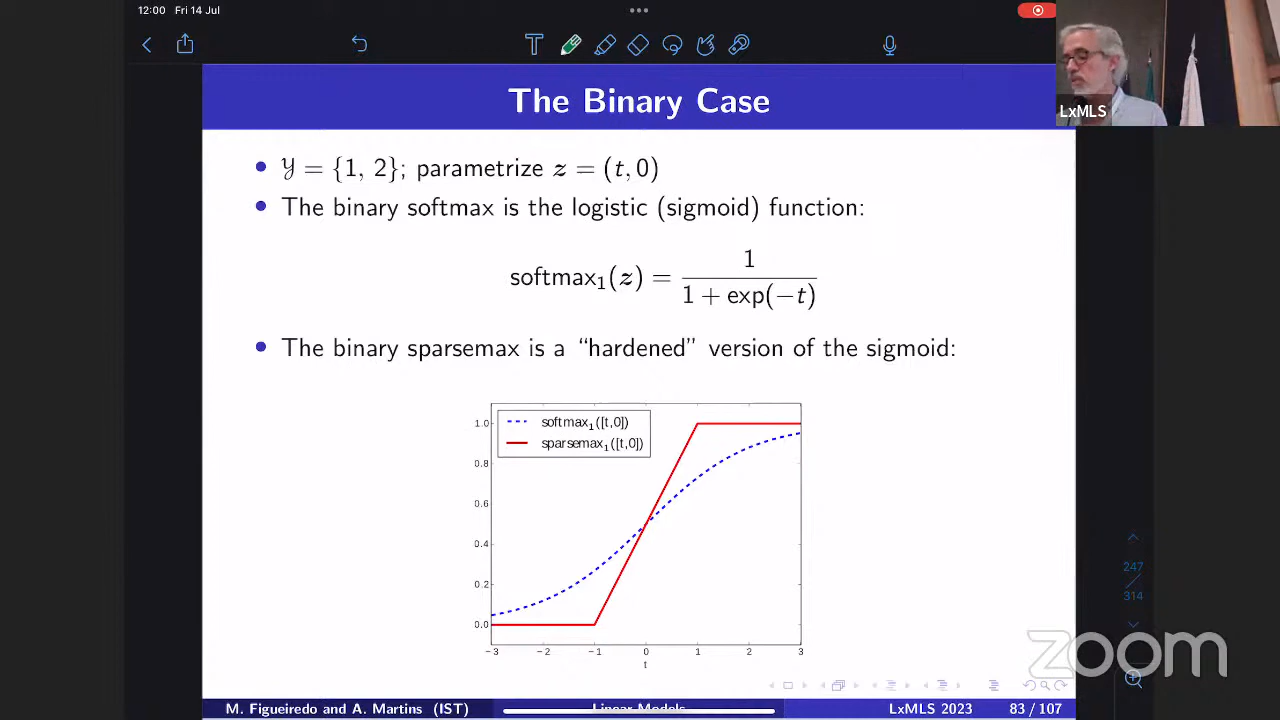 12:00 Fri 14 Jul
LxMLS
The Binary Case
• 𝒴 = {1, 2}; parametrize z = (t, 0)
• The binary softmax is the logistic (sigmoid) function:
softmax₁(z) = 1 / (1 + exp(−t))
• The binary sparsemax is a “hardened” version of the sigmoid:
softmax₁([t,0])
sparsemax₁([t,0])
1.0
0.8
0.6
0.4
0.2
0.0
−3 −2 −1 0 1 2 3
t
247
314
zoom
M. Figueiredo and A. Martins (IST) Linear Models LxMLS 2023 83 / 107